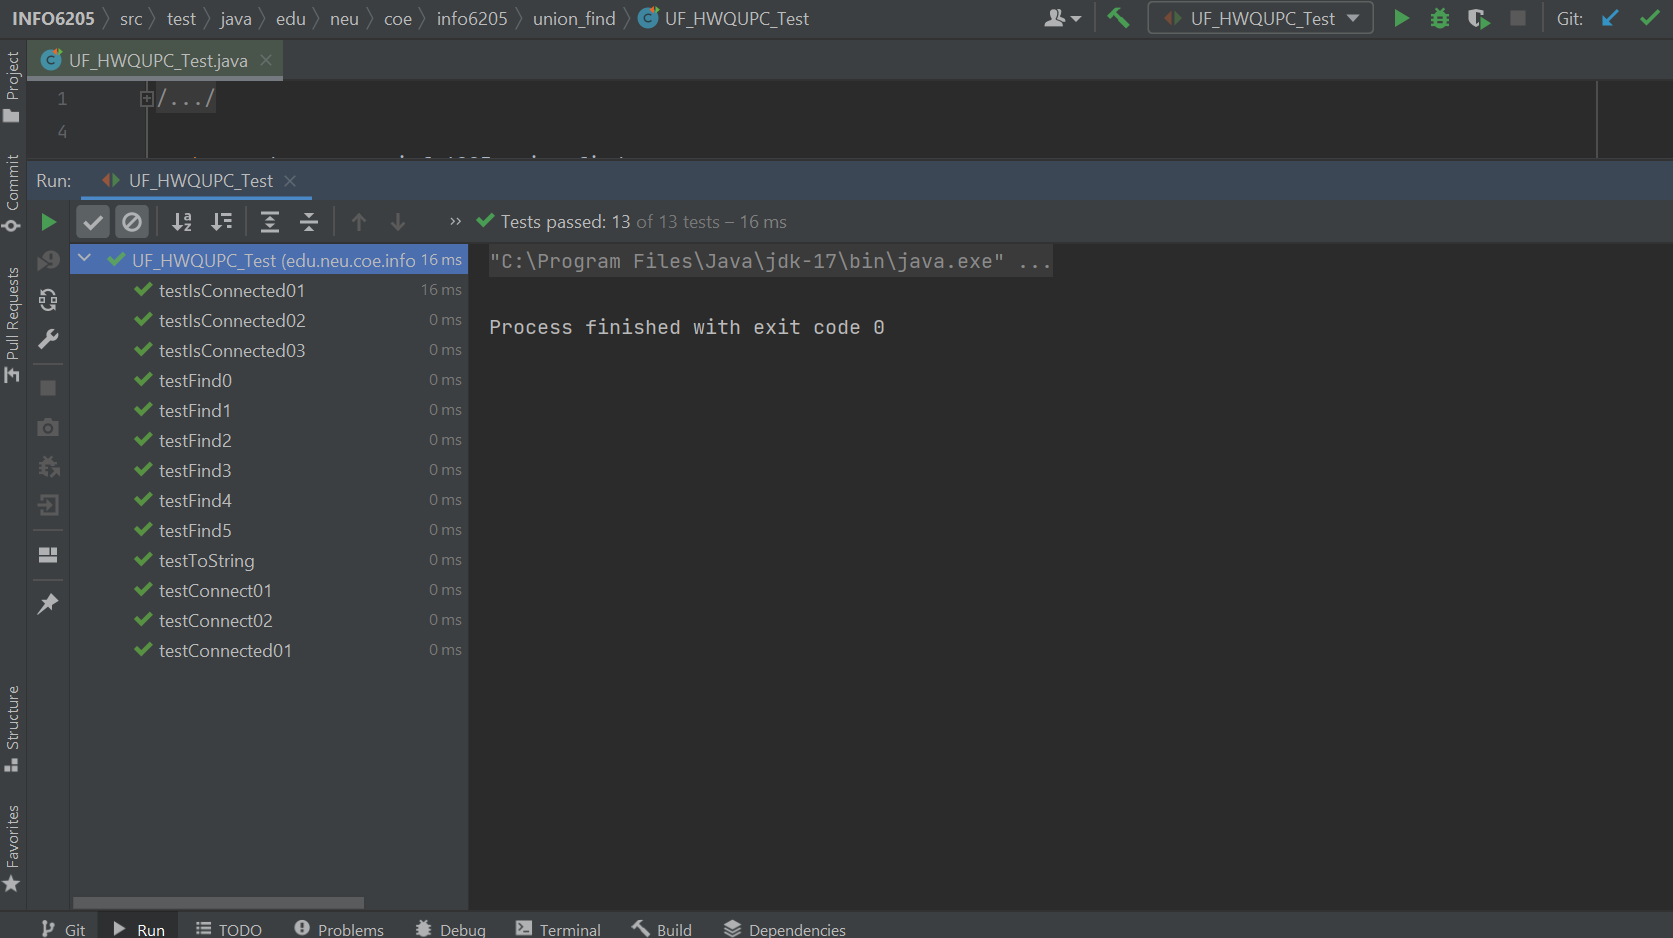 INFO6205 src test java edu neu coe info6205 union_find UF_HWQUPC_Test UF_HWQUPC_Test Git:
UF_HWQUPC_Test.java
1 /.../
4
Run: UF_HWQUPC_Test
Tests passed: 13 of 13 tests – 16 ms
UF_HWQUPC_Test (edu.neu.coe.info 16 ms
testIsConnected01 16 ms
testIsConnected02 0 ms
testIsConnected03 0 ms
testFind0 0 ms
testFind1 0 ms
testFind2 0 ms
testFind3 0 ms
testFind4 0 ms
testFind5 0 ms
testToString 0 ms
testConnect01 0 ms
testConnect02 0 ms
testConnected01 0 ms
"C:\Program Files\Java\jdk-17\bin\java.exe" ...
Process finished with exit code 0
Project
Commit
Pull Requests
Structure
Favorites
Git Run TODO Problems Debug Terminal Build Dependencies